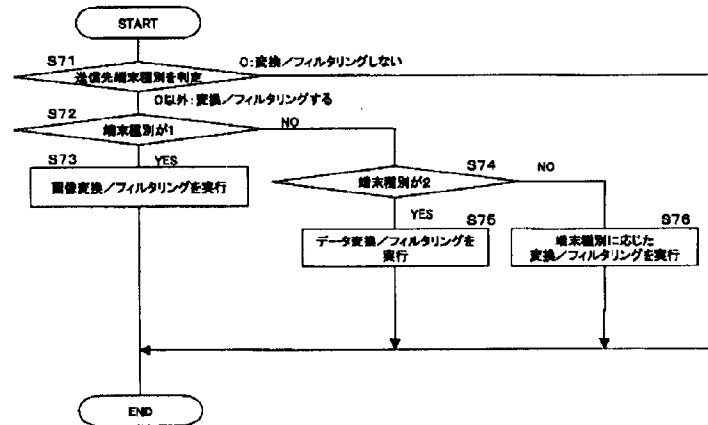 START
S71
送信先端末種別を判定
0：変換／フィルタリングしない
0以外：変換／フィルタリングする
S72
端末種別が1
NO
S73
YES
画像変換／フィルタリングを実行
S74
端末種別が2
NO
YES
S75
データ変換／フィルタリングを
実行
S76
端末種別に応じた
変換／フィルタリングを実行
END